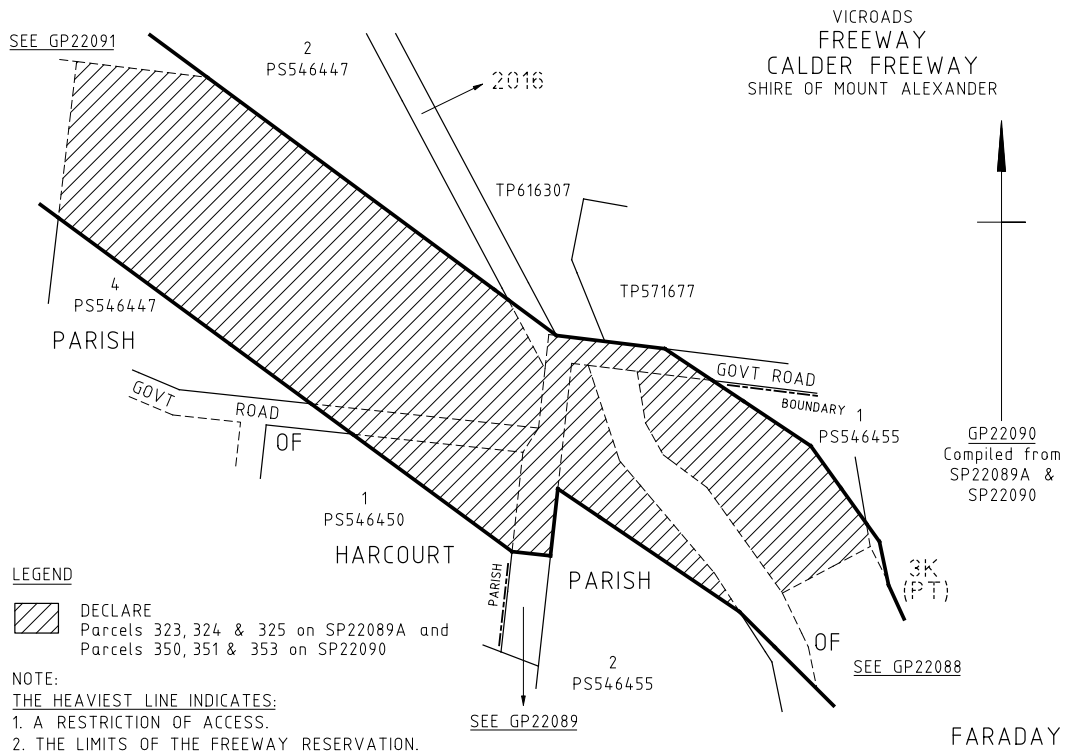 VICROADS
FREEWAY
CALDER FREEWAY
SHIRE OF MOUNT ALEXANDER
SEE GP22091
2
PS546447
2016
TP616307
TP571677
4
PS546447
PARISH
GOVT ROAD
BOUNDARY
1
PS546455
GOVT ROAD
OF
GP22090
Compiled from
SP22089A &
SP22090
1
PS546450
HARCOURT
PARISH
PARISH
3K
(PT)
OF
2
PS546455
SEE GP22088
SEE GP22089
FARADAY
LEGEND
DECLARE
Parcels 323, 324 & 325 on SP22089A and
Parcels 350, 351 & 353 on SP22090
NOTE:
THE HEAVIEST LINE INDICATES:
1. A RESTRICTION OF ACCESS.
2. THE LIMITS OF THE FREEWAY RESERVATION.